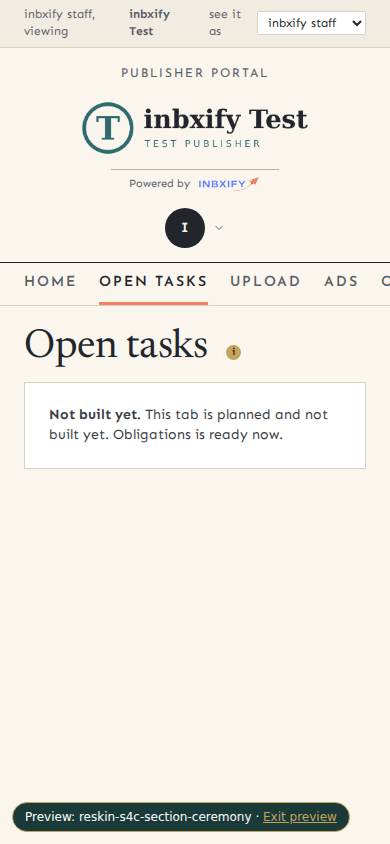 inbxify staff, viewing
inbxify Test
see it as
inbxify staff
PUBLISHER PORTAL
T
inbxify Test
TEST PUBLISHER
Powered by INBXIFY
I
HOME OPEN TASKS UPLOAD ADS
Open tasks i
Not built yet. This tab is planned and not
built yet. Obligations is ready now.
Preview: reskin-s4c-section-ceremony · Exit preview